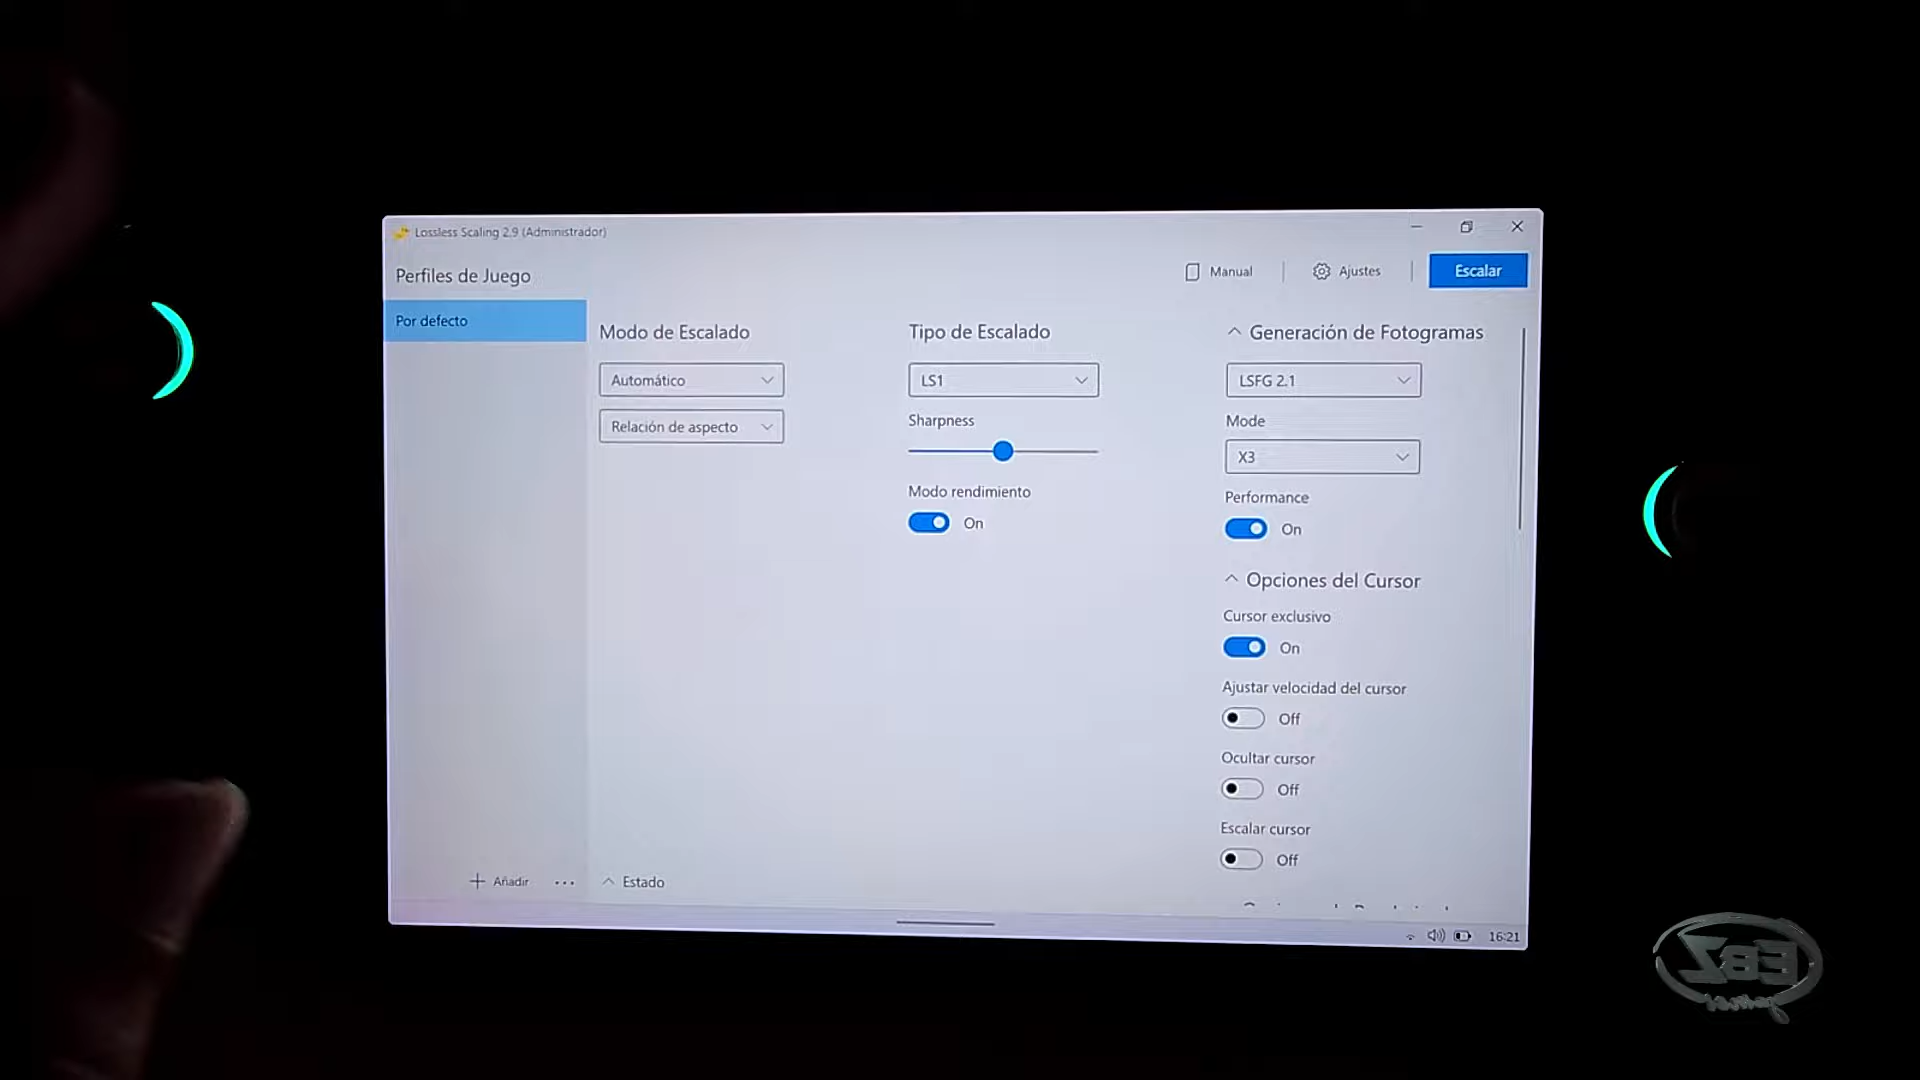 Lossless Scaling 2.9 (Administrador)
Perfiles de Juego
Manual
Ajustes
Escalar
Por defecto
Modo de Escalado
Automático
Relación de aspecto
Tipo de Escalado
LS1
Sharpness
Modo rendimiento
On
Generación de Fotogramas
LSFG 2.1
Mode
X3
Performance
On
Opciones del Cursor
Cursor exclusivo
On
Ajustar velocidad del cursor
Off
Ocultar cursor
Off
Escalar cursor
Off
Añadir
Estado
16:21
EBZ